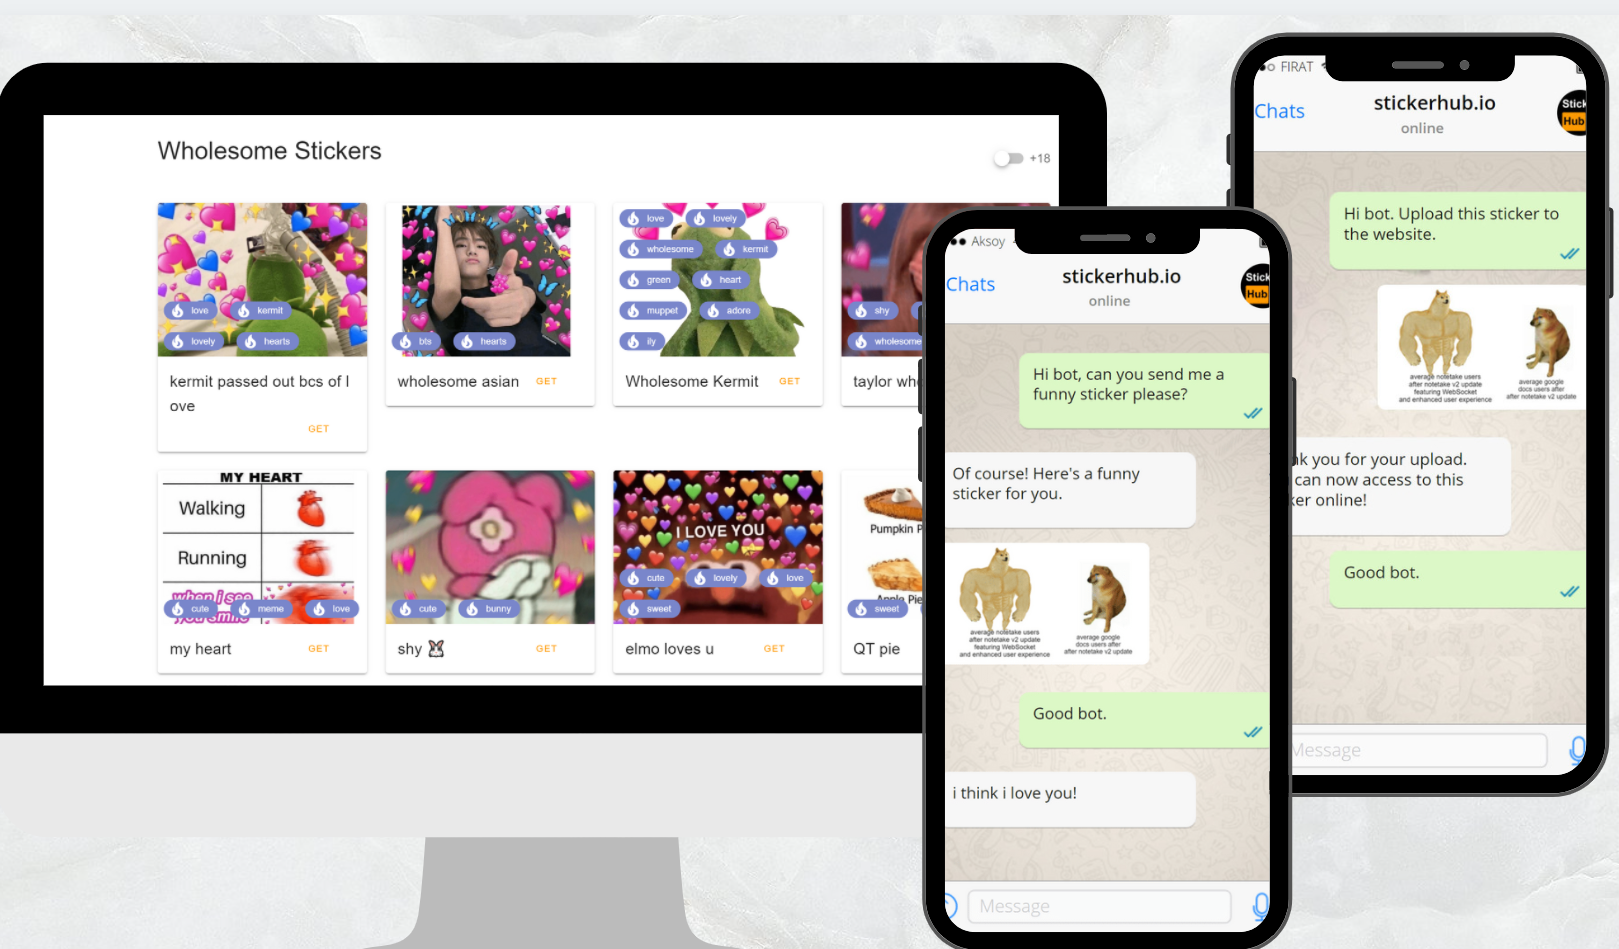 Wholesome Stickers
+18
love
kermit
lovely
hearts
kermit passed out bcs of l
ove
GET
bts
hearts
wholesome asian
GET
love
lovely
wholesome
kermit
green
heart
muppet
adore
ily
Wholesome Kermit
GET
shy
wholesome
taylor
MY HEART
Walking
Running
when i see
you smile
cute
meme
love
my heart
GET
cute
bunny
shy
GET
I LOVE YOU
cute
lovely
love
sweet
elmo loves u
GET
Pumpkin
Apple Pie
sweet
QT pie
Aksoy
Chats
stickerhub.io
online
Stick
Hub
Hi bot, can you send me a
funny sticker please?
Of course! Here's a funny
sticker for you.
average notetake users
after notetake v2 update
featuring WebSocket
and enhanced user experience
average google
docs users after
after notetake v2 update
Good bot.
i think i love you!
Message
FIRAT
Chats
stickerhub.io
online
Stick
Hub
Hi bot. Upload this sticker to
the website.
average notetake users
after notetake v2 update
featuring WebSocket
and enhanced user experience
average google
docs users after
after notetake v2 update
you for your upload.
can now access to this
online!
Good bot.
Message